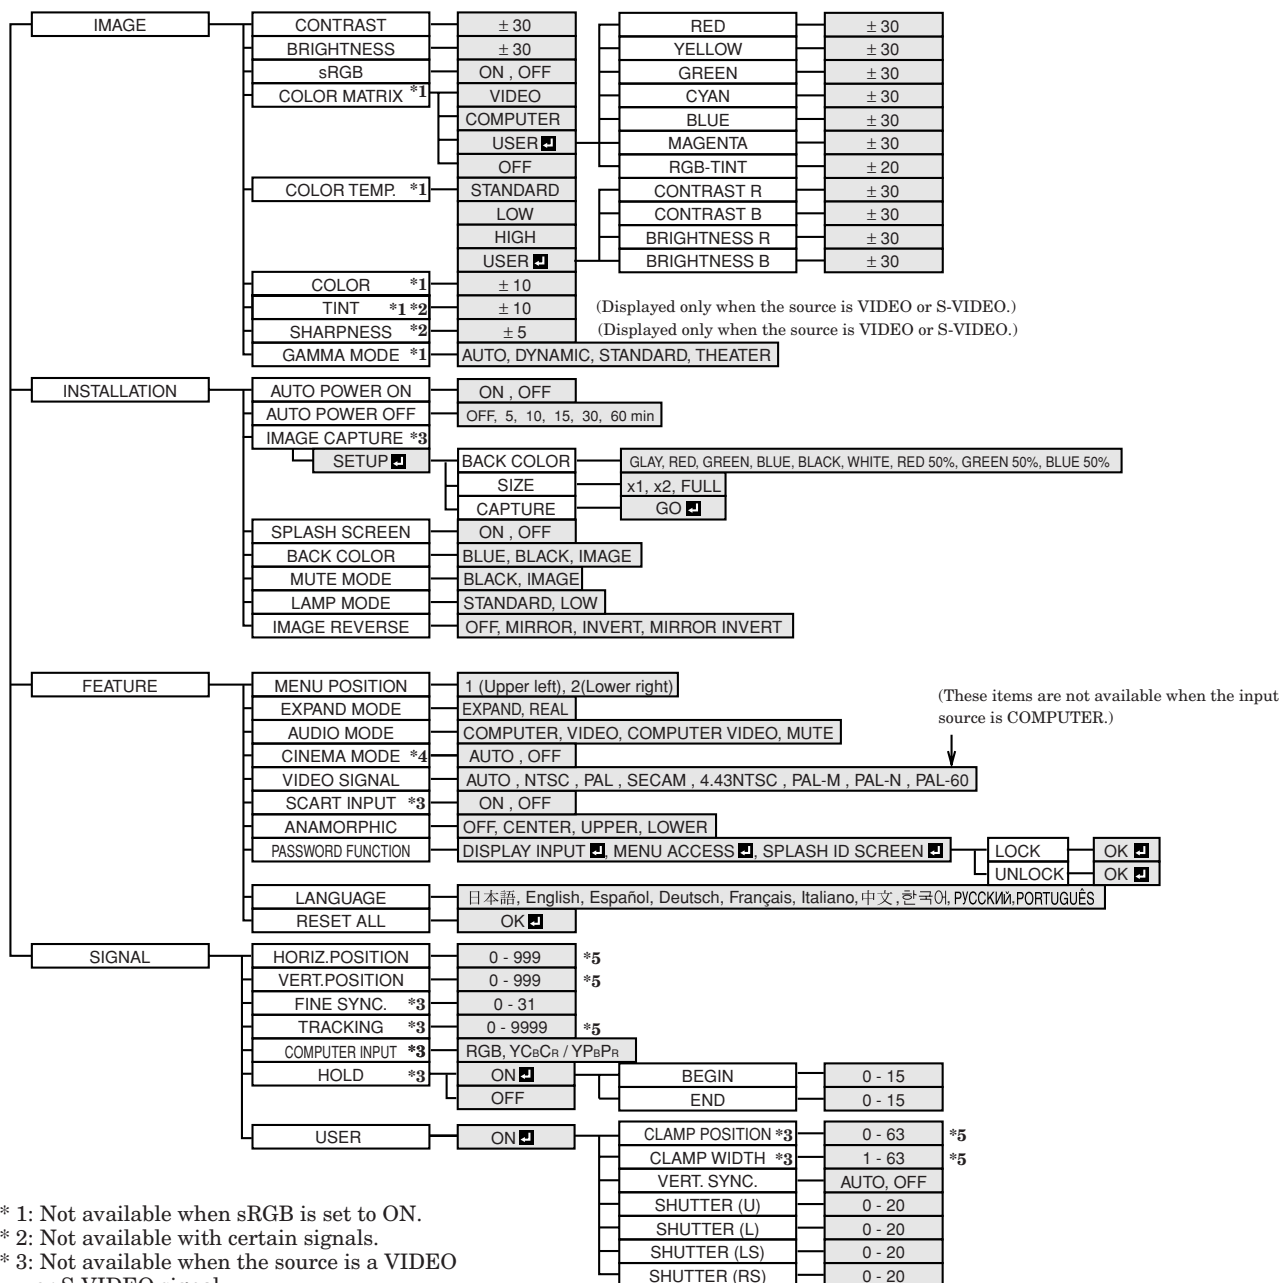 IMAGE CONTRAST ± 30 RED ± 30
BRIGHTNESS ± 30 YELLOW ± 30
sRGB ON , OFF GREEN ± 30
COLOR MATRIX *1 VIDEO CYAN ± 30
COMPUTER BLUE ± 30
USER MAGENTA ± 30
OFF RGB-TINT ± 20
COLOR TEMP. *1 STANDARD CONTRAST R ± 30
LOW CONTRAST B ± 30
HIGH BRIGHTNESS R ± 30
USER BRIGHTNESS B ± 30
COLOR *1 ± 10
TINT *1 *2 ± 10 (Displayed only when the source is VIDEO or S-VIDEO.)
SHARPNESS *2 ± 5 (Displayed only when the source is VIDEO or S-VIDEO.)
GAMMA MODE *1 AUTO, DYNAMIC, STANDARD, THEATER
INSTALLATION AUTO POWER ON ON , OFF
AUTO POWER OFF OFF, 5, 10, 15, 30, 60 min
IMAGE CAPTURE *3
SETUP BACK COLOR GLAY, RED, GREEN, BLUE, BLACK, WHITE, RED 50%, GREEN 50%, BLUE 50%
SIZE x1, x2, FULL
CAPTURE GO
SPLASH SCREEN ON , OFF
BACK COLOR BLUE, BLACK, IMAGE
MUTE MODE BLACK, IMAGE
LAMP MODE STANDARD, LOW
IMAGE REVERSE OFF, MIRROR, INVERT, MIRROR INVERT
FEATURE MENU POSITION 1 (Upper left), 2(Lower right)
(These items are not available when the input
source is COMPUTER.)
EXPAND MODE EXPAND, REAL
AUDIO MODE COMPUTER, VIDEO, COMPUTER VIDEO, MUTE
CINEMA MODE *4 AUTO , OFF
VIDEO SIGNAL AUTO , NTSC , PAL , SECAM , 4.43NTSC , PAL-M , PAL-N , PAL-60
SCART INPUT *3 ON , OFF
ANAMORPHIC OFF, CENTER, UPPER, LOWER
PASSWORD FUNCTION DISPLAY INPUT , MENU ACCESS , SPLASH ID SCREEN LOCK OK
UNLOCK OK
LANGUAGE 日本語, English, Español, Deutsch, Français, Italiano, 中文, 한국어, РУССКИЙ, PORTUGUÊS
RESET ALL OK
SIGNAL HORIZ.POSITION 0 - 999 *5
VERT.POSITION 0 - 999 *5
FINE SYNC. *3 0 - 31
TRACKING *3 0 - 9999 *5
COMPUTER INPUT *3 RGB, YCBCR / YPBPR
HOLD *3 ON BEGIN 0 - 15
OFF END 0 - 15
USER ON CLAMP POSITION *3 0 - 63 *5
CLAMP WIDTH *3 1 - 63 *5
VERT. SYNC. AUTO, OFF
SHUTTER (U) 0 - 20
SHUTTER (L) 0 - 20
SHUTTER (LS) 0 - 20
SHUTTER (RS) 0 - 20
* 1: Not available when sRGB is set to ON.
* 2: Not available with certain signals.
* 3: Not available when the source is a VIDEO
or S-VIDEO signal